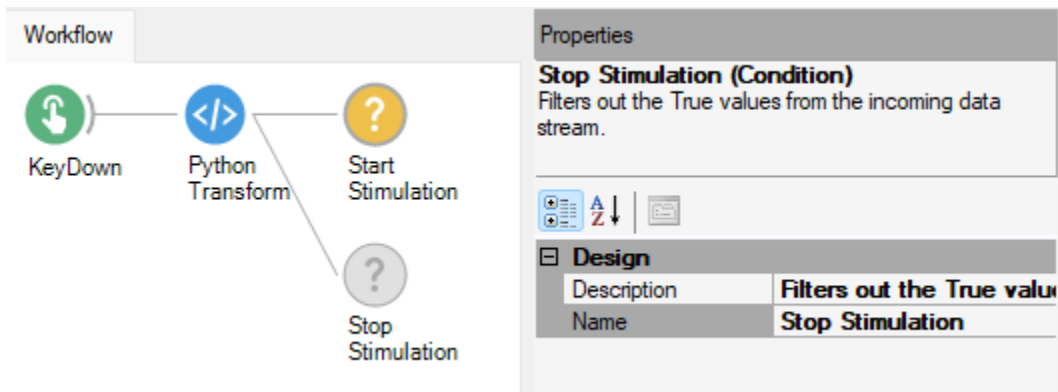 Workflow
KeyDown
Python
Transform
Start
Stimulation
Stop
Stimulation
Properties
Stop Stimulation (Condition)
Filters out the True values from the incoming data
stream.
A
Z
Design
Description Filters out the True valu
Name Stop Stimulation